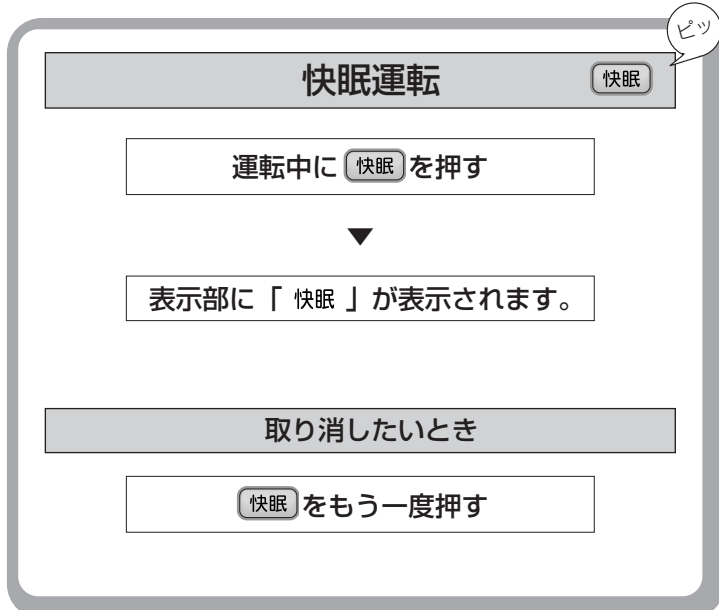 ピッ
快眠運転 快眠
運転中に 快眠 を押す
▼
表示部に「 快眠 」が表示されます。
取り消したいとき
快眠 をもう一度押す